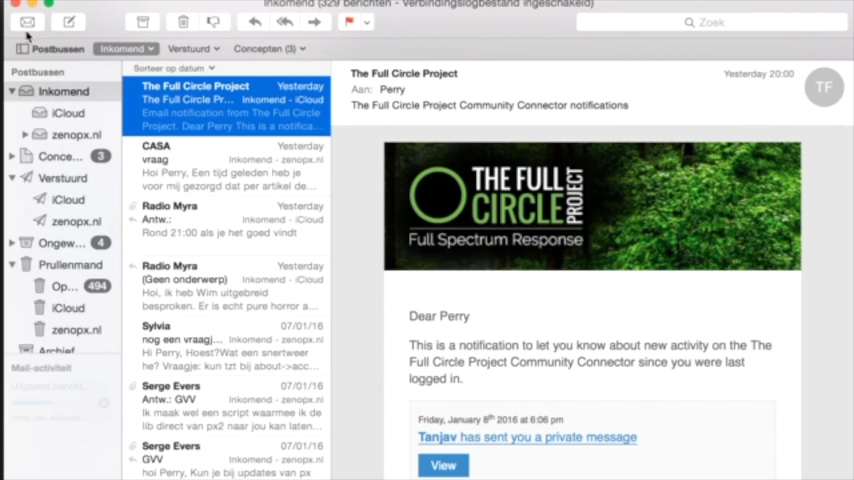 Inkomend (329 berichten - Verbindingslogbestand ingeschakeld)
Zoek
Postbussen
Inkomend
Verstuurd
Concepten (3)
Postbussen
Inkomend
iCloud
zenopx.nl
Conce... 3
Verstuurd
iCloud
zenopx.nl
Ongew... 4
Prullenmand
Op... 494
iCloud
zenopx.nl
Archief
Mail-activiteit
Sorteer op datum
The Full Circle Project Yesterday
The Full Circle Pr... Inkomend - iCloud
Email notification from The Full Circle
Project. Dear Perry This is a notifica...
CASA Yesterday
vraag Inkomend - zenopx.nl
Hoi Perry, Een tijd geleden heb je
voor mij gezorgd dat per artikel de...
Radio Myra Yesterday
Antw.: Inkomend - iCloud
Rond 21:00 als je het goed vindt
Radio Myra Yesterday
(Geen onderwerp) Inkomend - iCloud
Hoi, ik heb Wim uitgebreid
besproken. Er is echt pure horror a...
Sylvia 07/01/16
nog een vraagj... Inkomend - zenopx.nl
Hi Perry, Hoest?Wat een snertweer
he? Vraagje: kun tzt bij about->acc...
Serge Evers 07/01/16
Antw.: GVV Inkomend - zenopx.nl
Ik maak wel een script waarmee ik de
lib direct van px2 naar jou kan laten...
Serge Evers 07/01/16
GVV Inkomend - zenopx.nl
hoi Perry, Kun je bij updates van px
The Full Circle Project Yesterday 20:00
Aan: Perry
The Full Circle Project Community Connector notifications
TF
THE FULL
CIRCLE
PROJECT
Full Spectrum Response
Dear Perry
This is a notification to let you know about new activity on the The
Full Circle Project Community Connector since you were last
logged in.
Friday, January 8th 2016 at 6:06 pm
Tanjav has sent you a private message
View